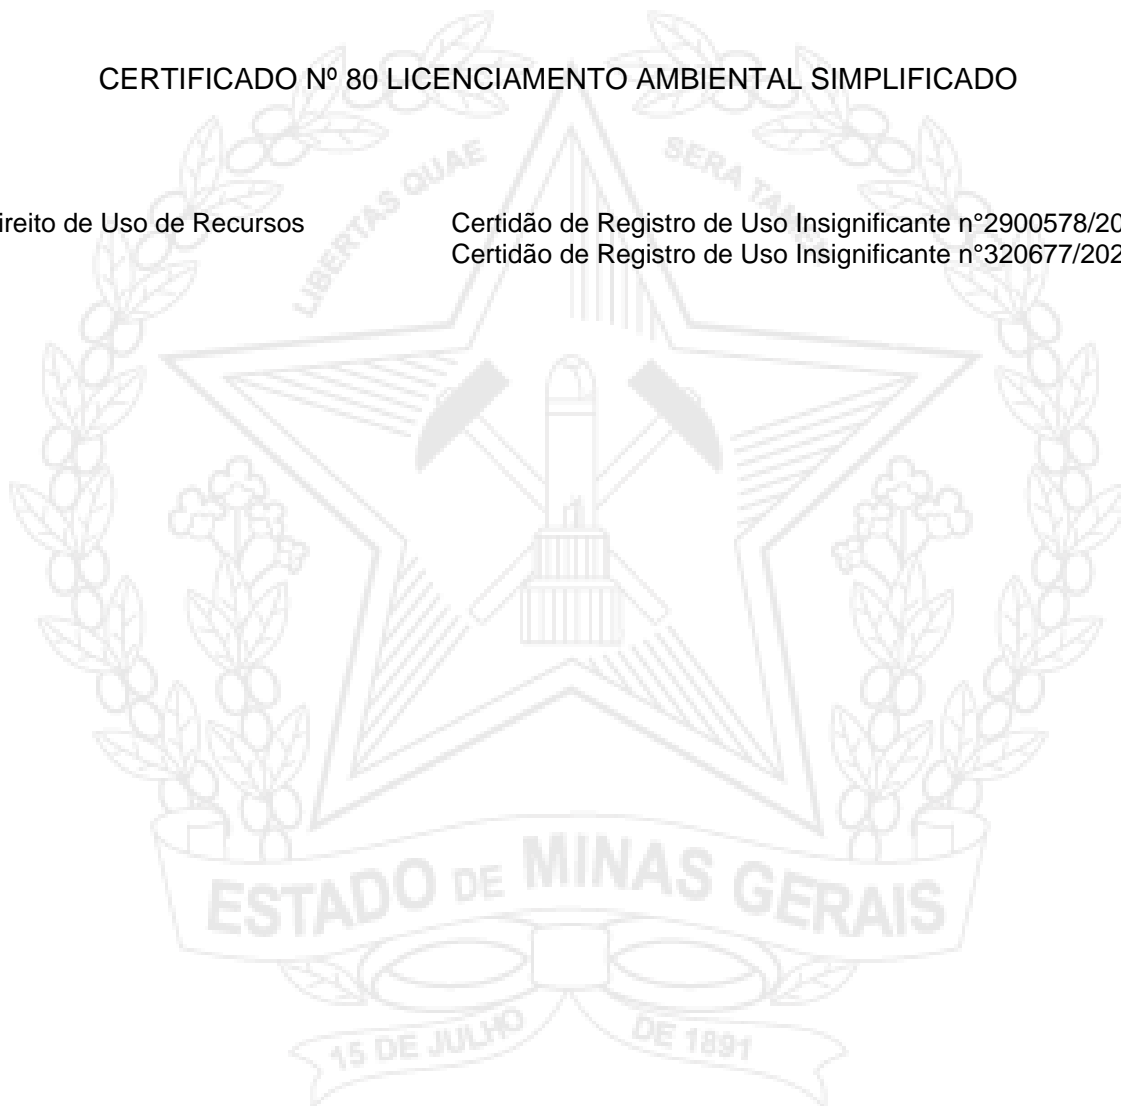 CERTIFICADO Nº 80 LICENCIAMENTO AMBIENTAL SIMPLIFICADO
LIBERTAS QUAE SERA TAMEN
ireito de Uso de Recursos Certidão de Registro de Uso Insignificante n°2900578/20
Certidão de Registro de Uso Insignificante n°320677/202
ESTADO DE MINAS GERAIS
15 DE JULHO DE 1891